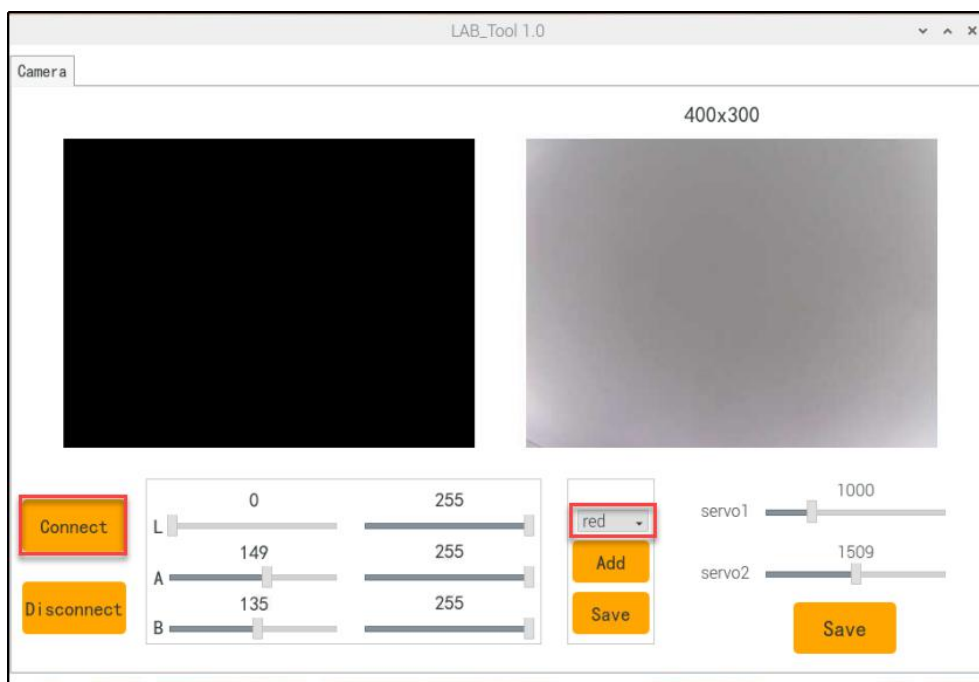 LAB_Tool 1.0
Camera
400x300
Connect
Disconnect
0 255
L
149 255
A
135 255
B
red
Add
Save
1000
servo1
1509
servo2
Save